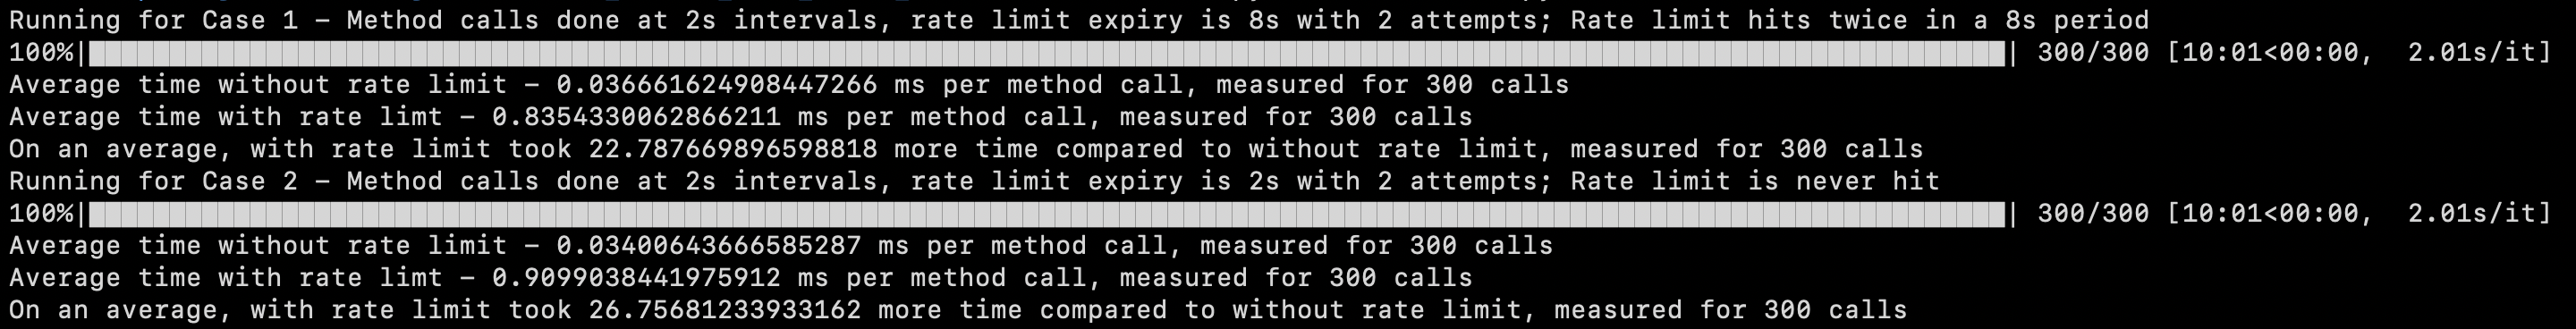 Running for Case 1 – Method calls done at 2s intervals, rate limit expiry is 8s with 2 attempts; Rate limit hits twice in a 8s period
100%| 300/300 [10:01<00:00,  2.01s/it]
Average time without rate limit – 0.036661624908447266 ms per method call, measured for 300 calls
Average time with rate limt – 0.8354330062866211 ms per method call, measured for 300 calls
On an average, with rate limit took 22.787669896598818 more time compared to without rate limit, measured for 300 calls
Running for Case 2 – Method calls done at 2s intervals, rate limit expiry is 2s with 2 attempts; Rate limit is never hit
100%| 300/300 [10:01<00:00,  2.01s/it]
Average time without rate limit – 0.03400643666585287 ms per method call, measured for 300 calls
Average time with rate limt – 0.9099038441975912 ms per method call, measured for 300 calls
On an average, with rate limit took 26.75681233933162 more time compared to without rate limit, measured for 300 calls